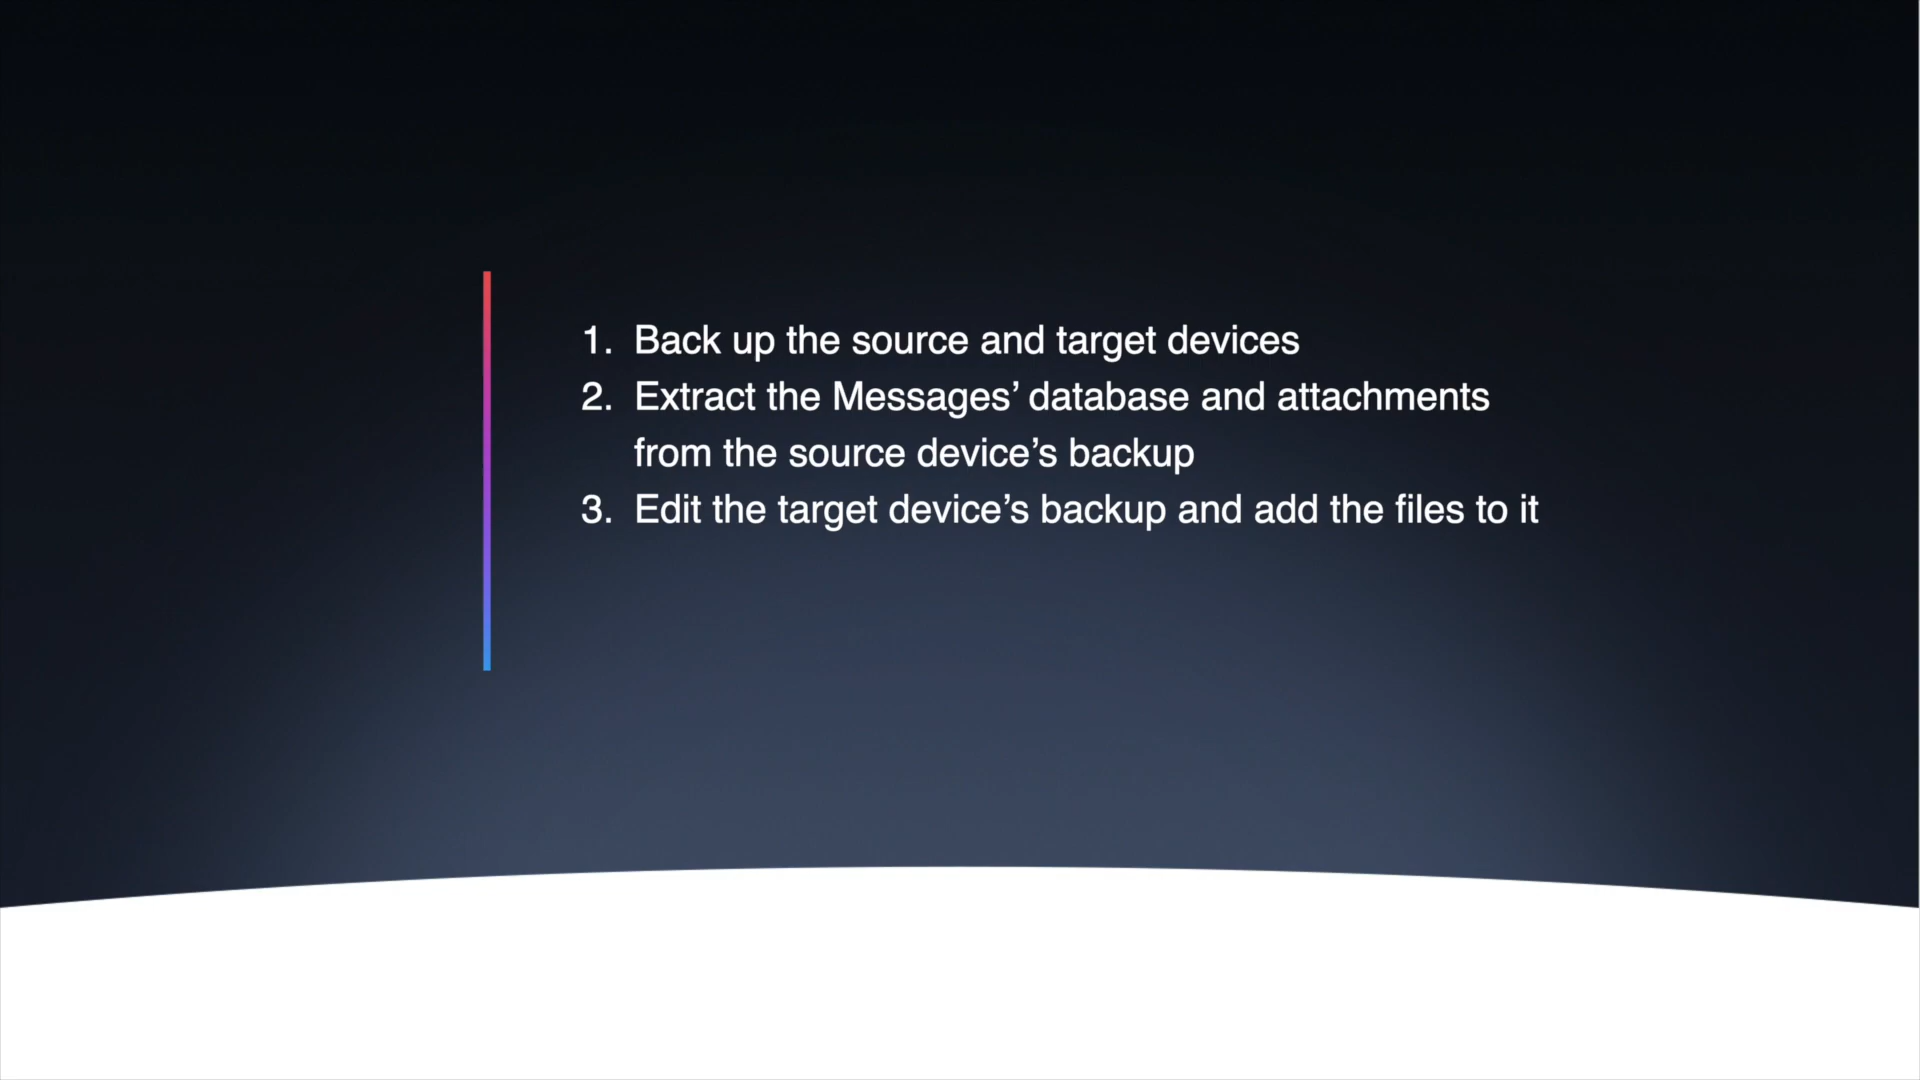 1. Back up the source and target devices
2. Extract the Messages’ database and attachments
from the source device’s backup
3. Edit the target device’s backup and add the files to it